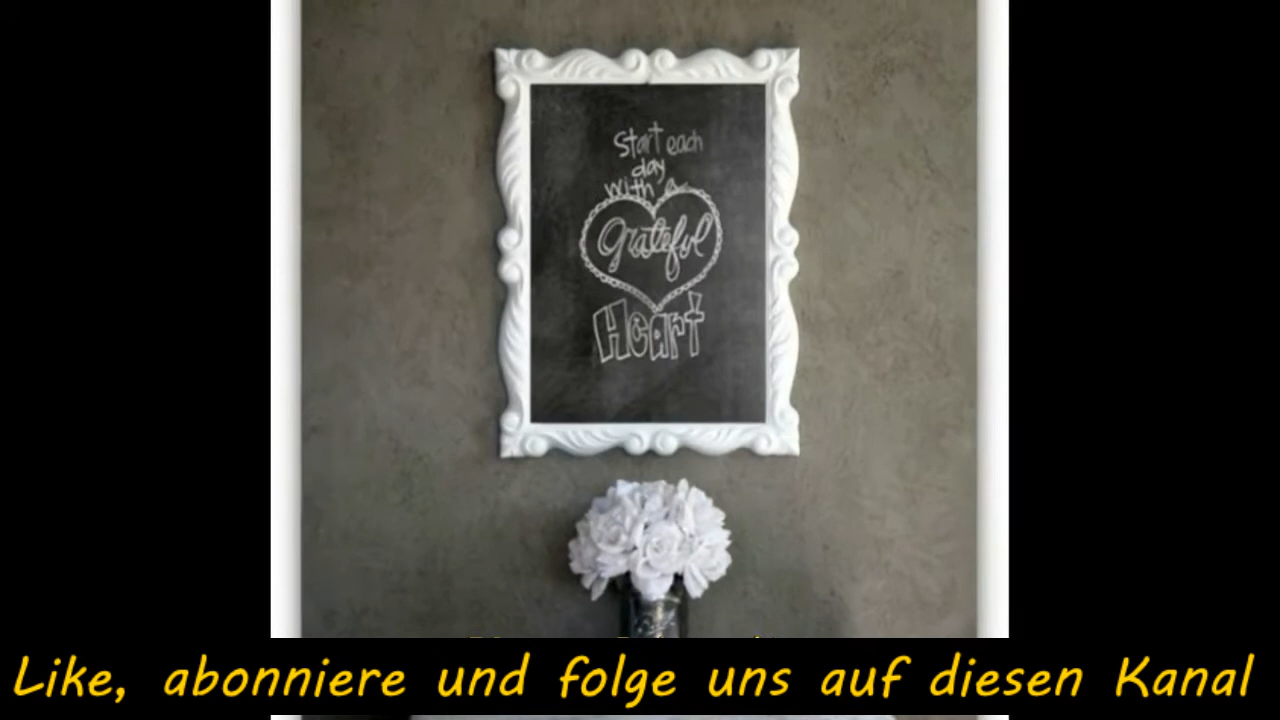 Start each
day
with a
Grateful
Heart
Like, abonniere und folge uns auf diesen Kanal